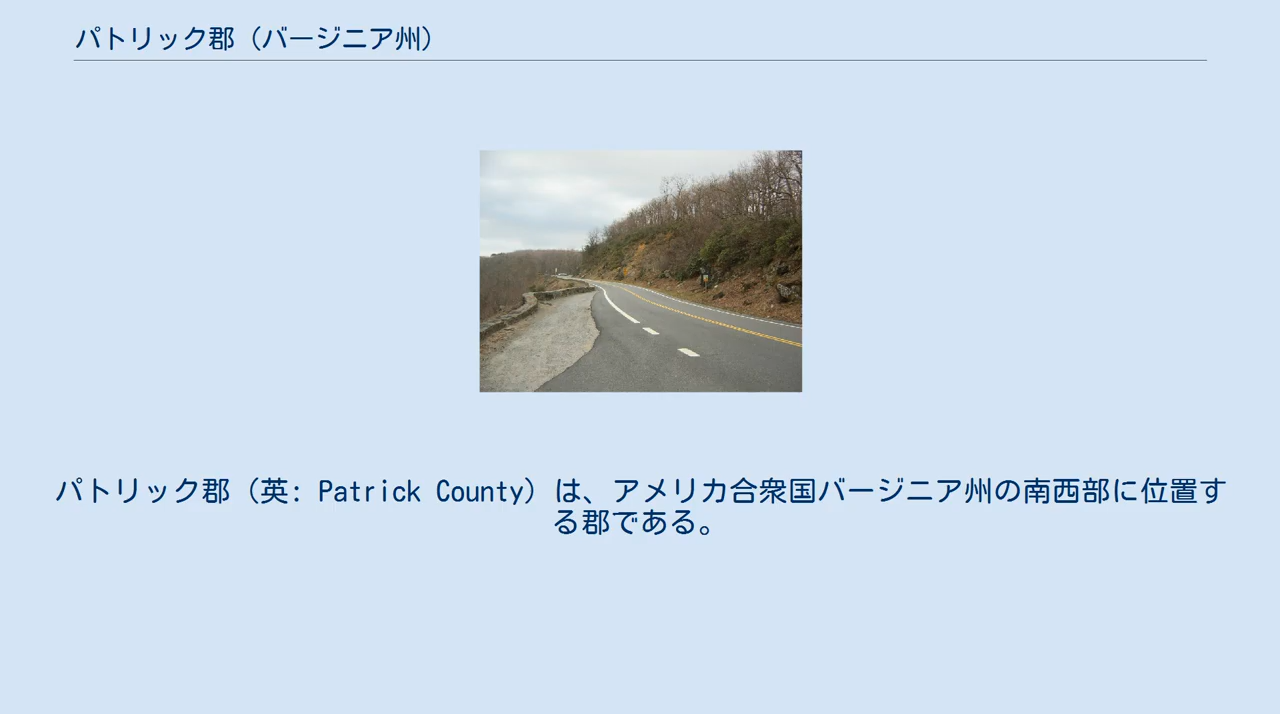 パトリック郡（バージニア州）
パトリック郡（英: Patrick County）は、アメリカ合衆国バージニア州の南西部に位置す
る郡である。